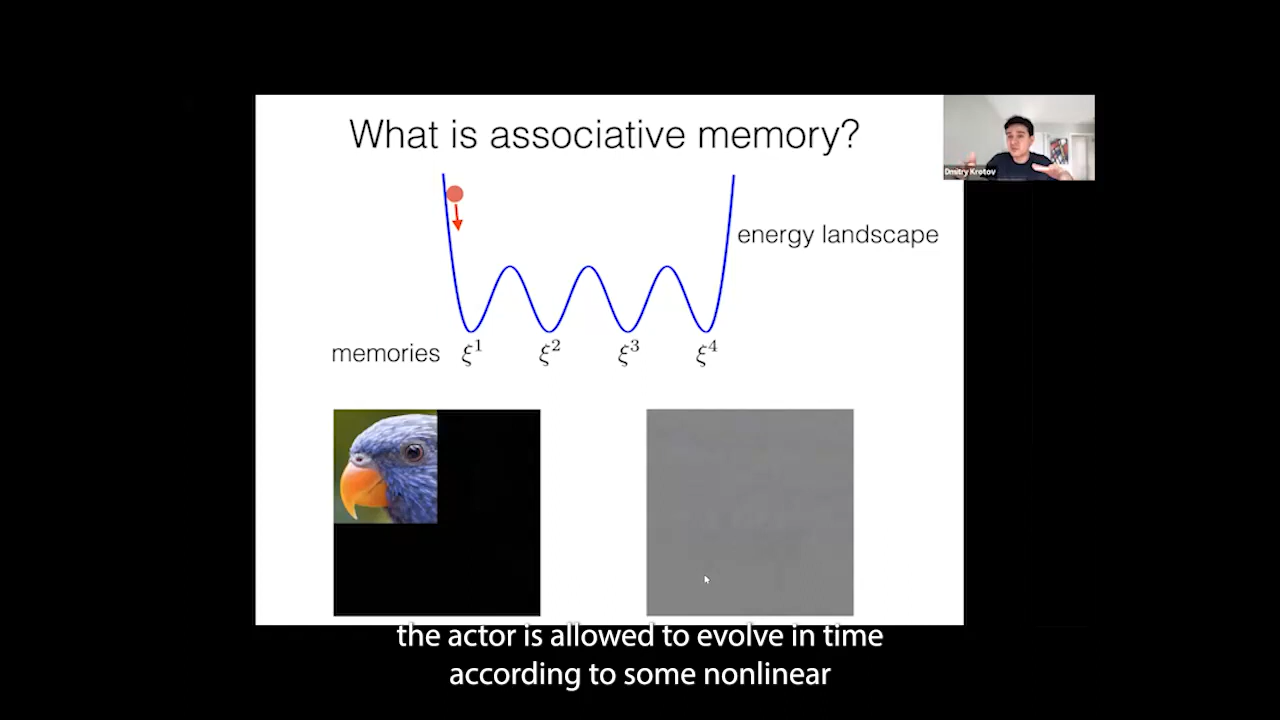 What is associative memory?
Dmitry Krotov
energy landscape
memories ξ¹ ξ² ξ³ ξ⁴
the actor is allowed to evolve in time
according to some nonlinear